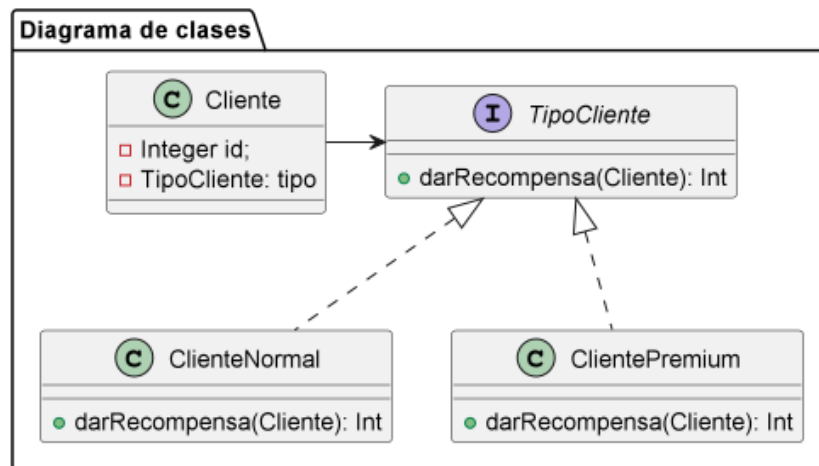 Diagrama de clases
C Cliente
Integer id;
TipoCliente: tipo
I TipoCliente
darRecompensa(Cliente): Int
C ClienteNormal
darRecompensa(Cliente): Int
C ClientePremium
darRecompensa(Cliente): Int